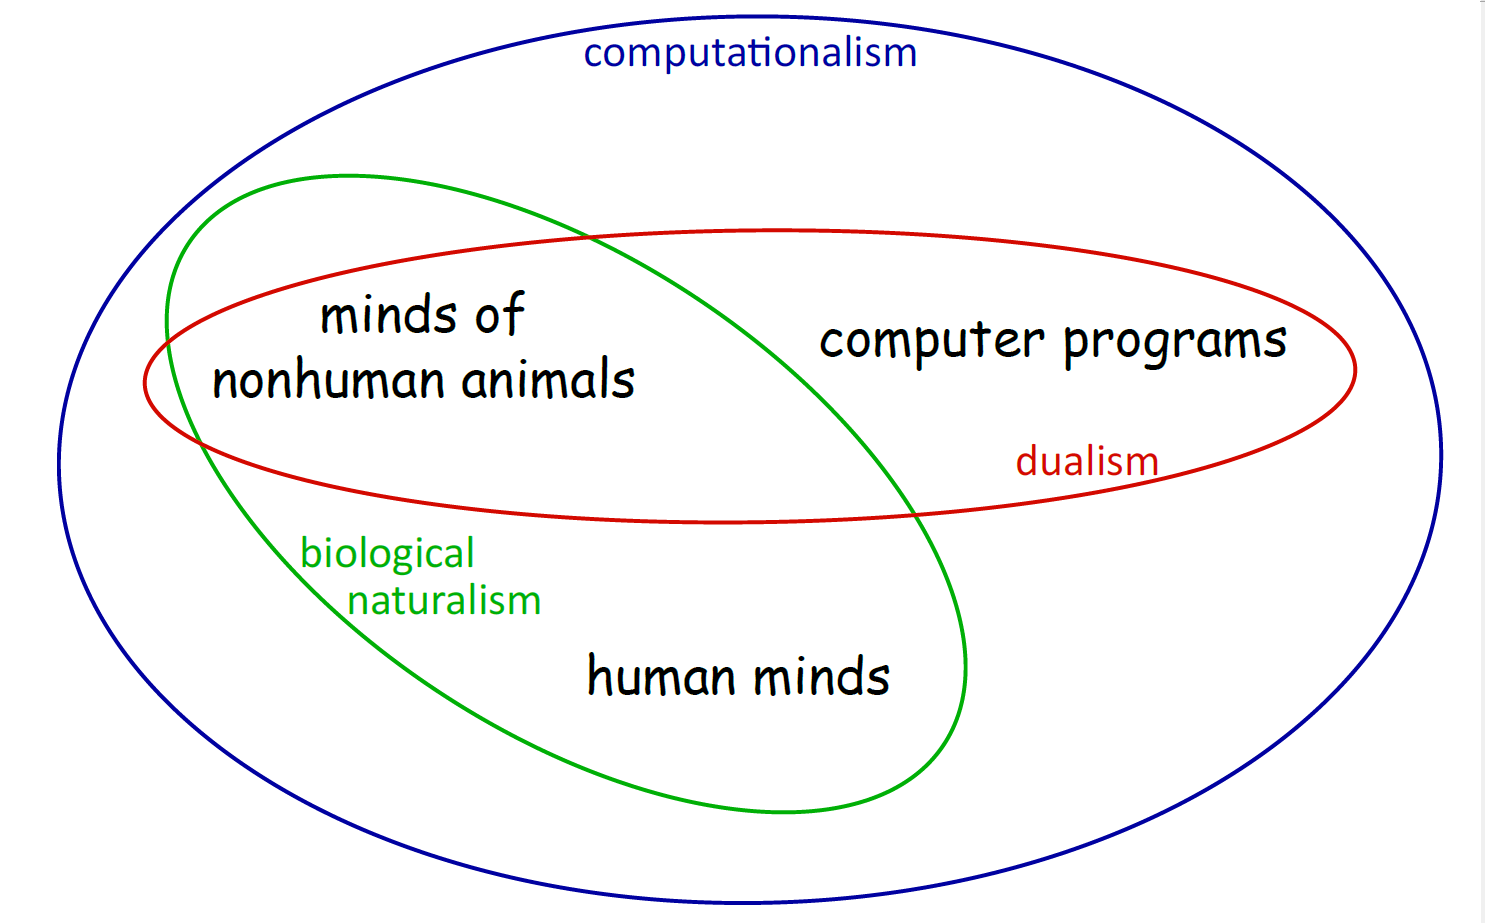 computationalism
minds of
nonhuman animals
computer programs
dualism
biological
naturalism
human minds